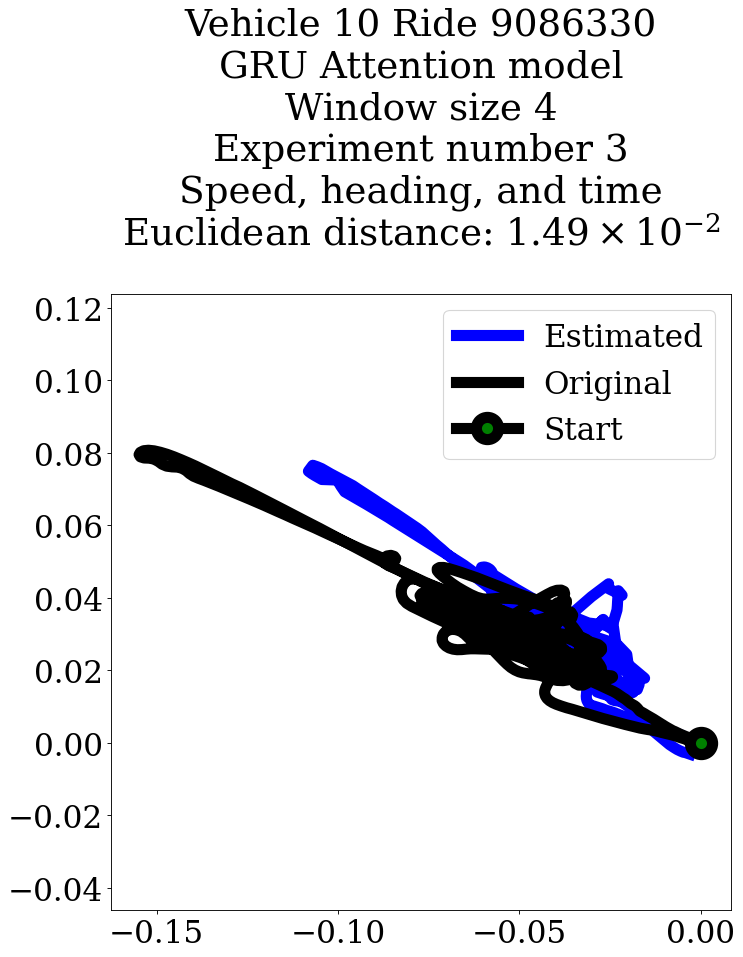 Vehicle 10 Ride 9086330
GRU Attention model
Window size 4
Experiment number 3
Speed, heading, and time
Euclidean distance: 1.49 × 10⁻²
Estimated
Original
Start
0.12
0.10
0.08
0.06
0.04
0.02
0.00
−0.02
−0.04
−0.15
−0.10
−0.05
0.00